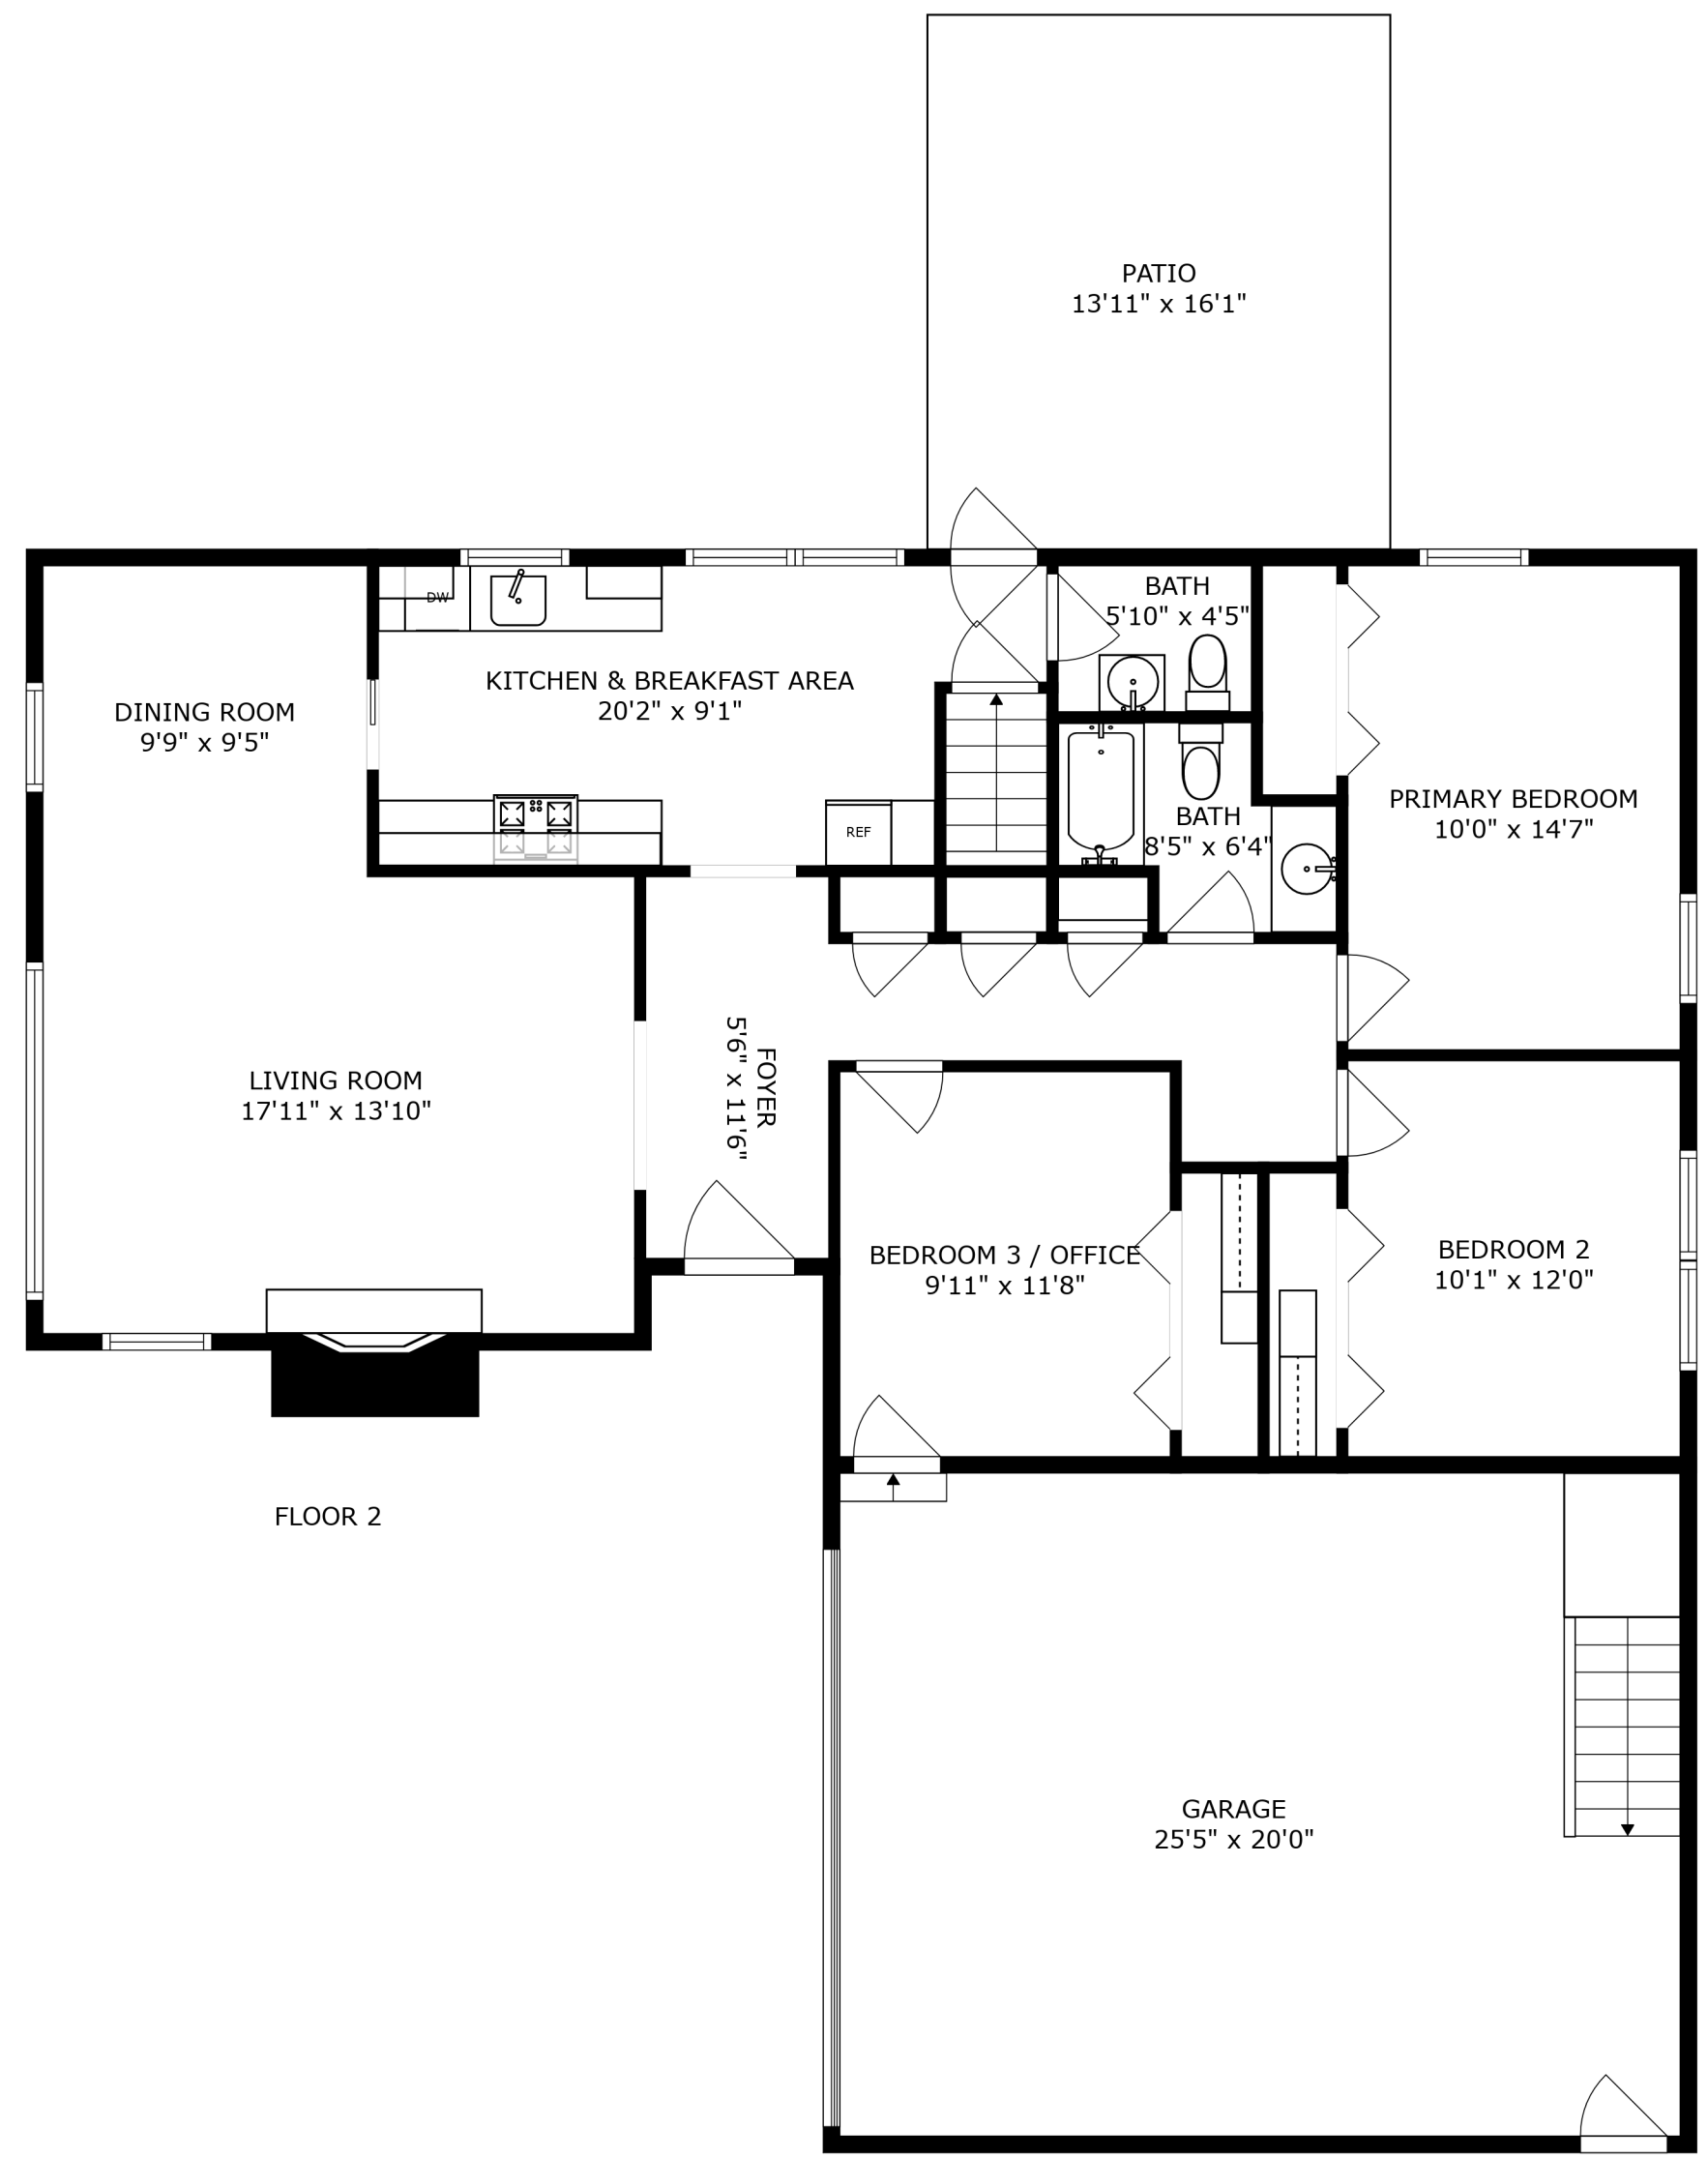 PATIO
13'11" x 16'1"
BATH
5'10" x 4'5"
DW
KITCHEN & BREAKFAST AREA
20'2" x 9'1"
DINING ROOM
9'9" x 9'5"
PRIMARY BEDROOM
10'0" x 14'7"
BATH
8'5" x 6'4"
REF
LIVING ROOM
17'11" x 13'10"
FOYER
5'6" x 11'6"
BEDROOM 3 / OFFICE
9'11" x 11'8"
BEDROOM 2
10'1" x 12'0"
FLOOR 2
GARAGE
25'5" x 20'0"